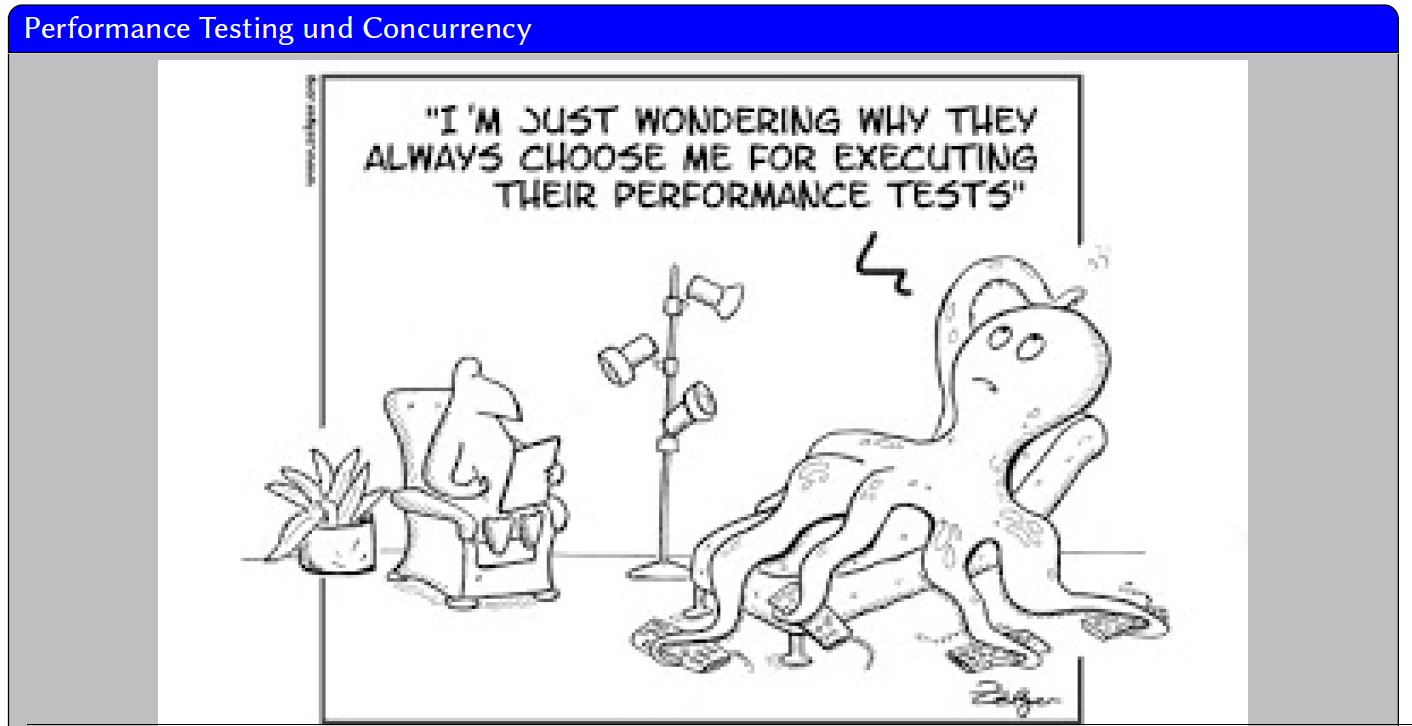 Performance Testing und Concurrency
"I'M JUST WONDERING WHY THEY
ALWAYS CHOOSE ME FOR EXECUTING
THEIR PERFORMANCE TESTS"